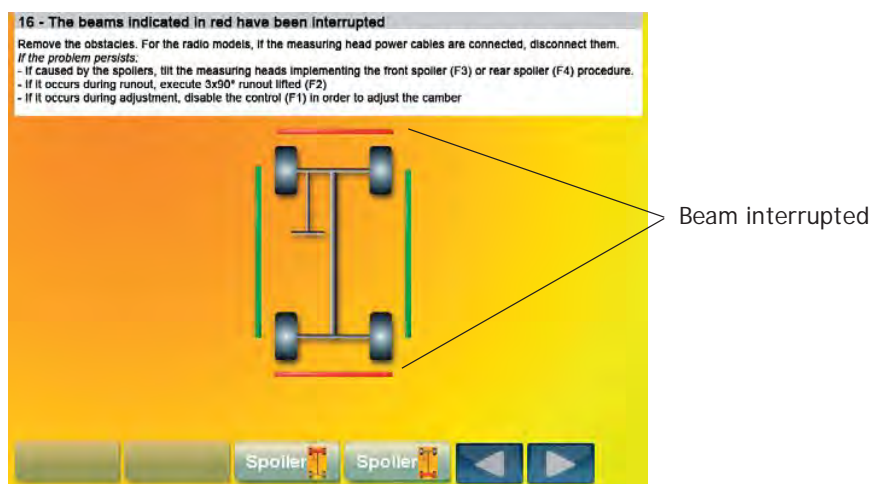 16 - The beams indicated in red have been interrupted
Remove the obstacles. For the radio models, if the measuring head power cables are connected, disconnect them.
If the problem persists:
- If caused by the spoilers, tilt the measuring heads implementing the front spoiler (F3) or rear spoiler (F4) procedure.
- If it occurs during runout, execute 3x90° runout lifted (F2)
- If it occurs during adjustment, disable the control (F1) in order to adjust the camber
Beam interrupted
Spoiler Spoiler